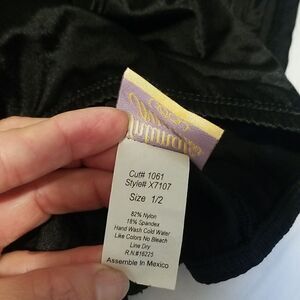 Cut# 1061
Style# X7107
Size 1/2
82% Nylon
18% Spandex
Hand Wash Cold Water
Like Colors No Bleach
Line Dry
R.N.#16225
Assemble In Mexico